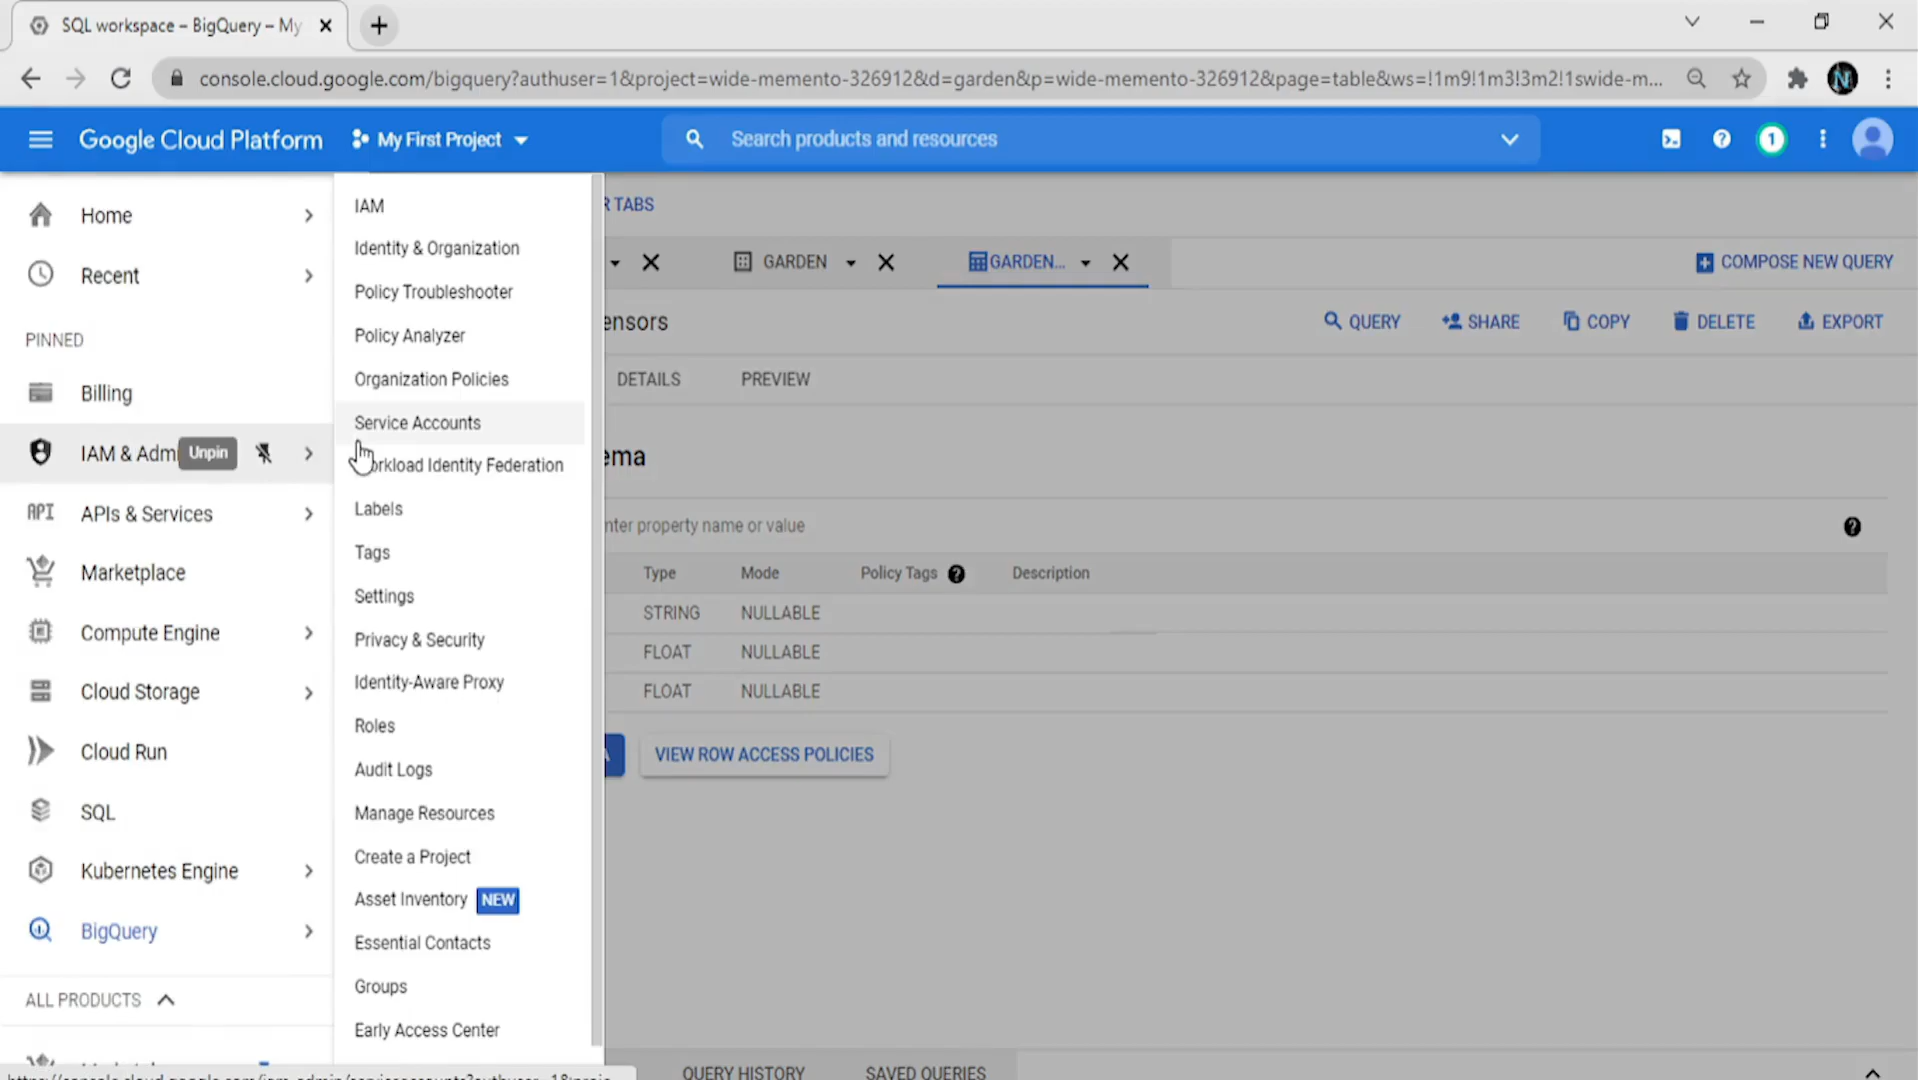 SQL workspace – BigQuery – My
console.cloud.google.com/bigquery?authuser=1&project=wide-memento-326912&d=garden&p=wide-memento-326912&page=table&ws=!1m9!1m3!3m2!1swide-m...
N
Google Cloud Platform
My First Project
Search products and resources
1
Home
Recent
PINNED
Billing
IAM & Admi
Unpin
API
APIs & Services
Marketplace
Compute Engine
Cloud Storage
Cloud Run
SQL
Kubernetes Engine
BigQuery
ALL PRODUCTS
IAM
Identity & Organization
Policy Troubleshooter
Policy Analyzer
Organization Policies
Service Accounts
orkload Identity Federation
Labels
Tags
Settings
Privacy & Security
Identity-Aware Proxy
Roles
Audit Logs
Manage Resources
Create a Project
Asset Inventory NEW
Essential Contacts
Groups
Early Access Center
R TABS
GARDEN
GARDEN...
COMPOSE NEW QUERY
ensors
QUERY
SHARE
COPY
DELETE
EXPORT
DETAILS
PREVIEW
ema
nter property name or value
Type Mode Policy Tags Description
STRING NULLABLE
FLOAT NULLABLE
FLOAT NULLABLE
A
VIEW ROW ACCESS POLICIES
QUERY HISTORY
SAVED QUERIES